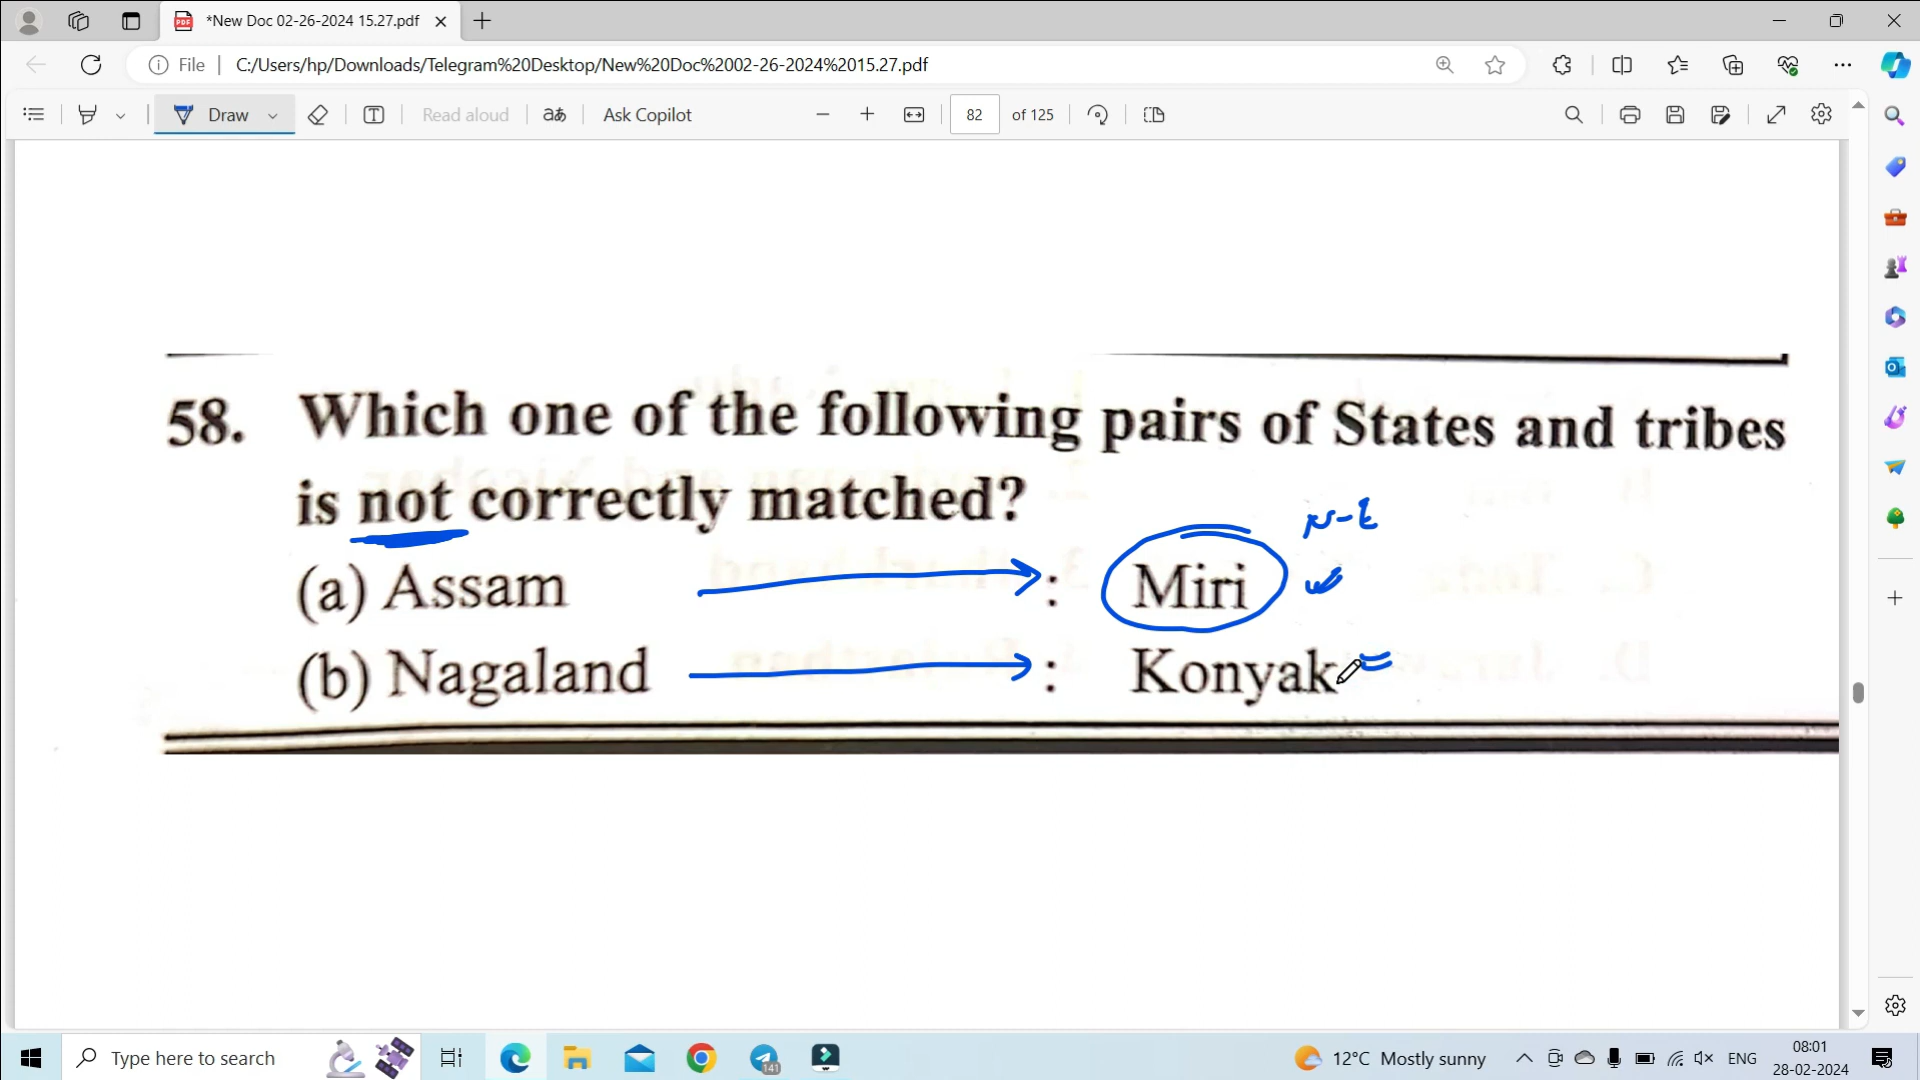 *New Doc 02-26-2024 15.27.pdf
File
C:/Users/hp/Downloads/Telegram%20Desktop/New%20Doc%2002-26-2024%2015.27.pdf
Draw
Read aloud
aあ
Ask Copilot
82 of 125
58. Which one of the following pairs of States and tribes
is not correctly matched?
N-E
(a) Assam : Miri
(b) Nagaland : Konyak
Type here to search
141
12°C Mostly sunny
ENG
08:01
28-02-2024